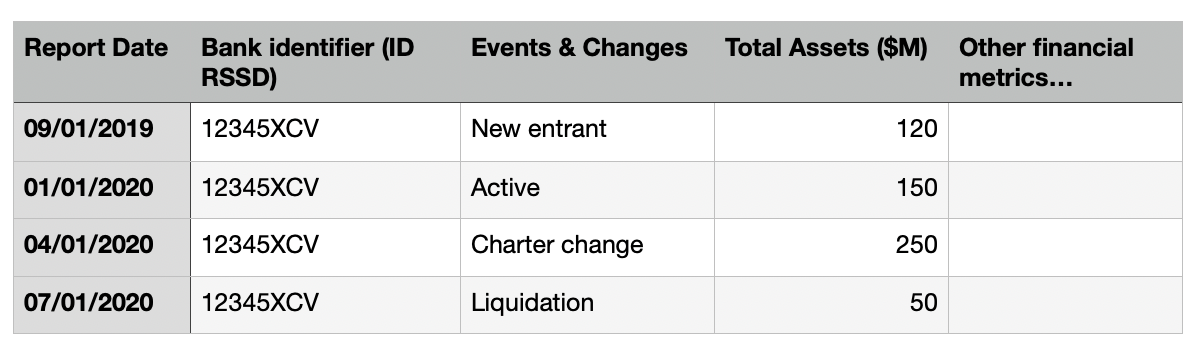 Report Date Bank identifier (ID RSSD) Events & Changes Total Assets ($M) Other financial metrics…
09/01/2019 12345XCV New entrant 120
01/01/2020 12345XCV Active 150
04/01/2020 12345XCV Charter change 250
07/01/2020 12345XCV Liquidation 50